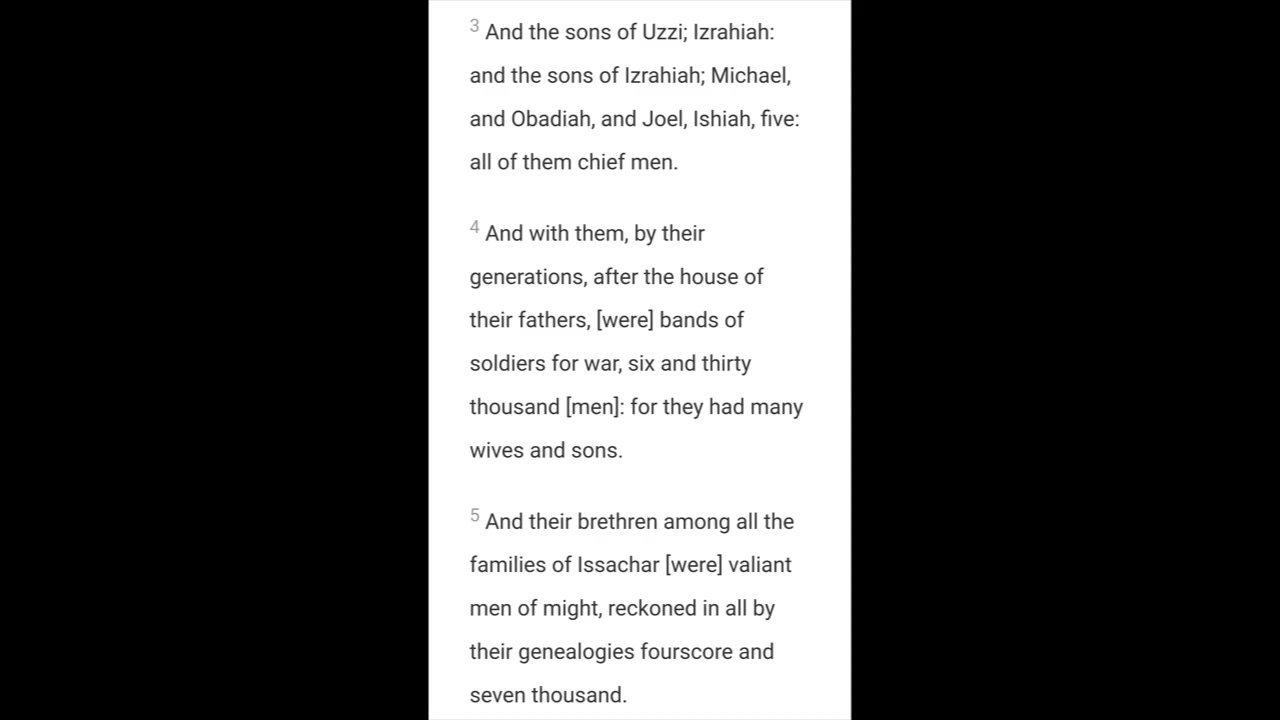 3 And the sons of Uzzi; Izrahiah:
and the sons of Izrahiah; Michael,
and Obadiah, and Joel, Ishiah, five:
all of them chief men.
4 And with them, by their
generations, after the house of
their fathers, [were] bands of
soldiers for war, six and thirty
thousand [men]: for they had many
wives and sons.
5 And their brethren among all the
families of Issachar [were] valiant
men of might, reckoned in all by
their genealogies fourscore and
seven thousand.